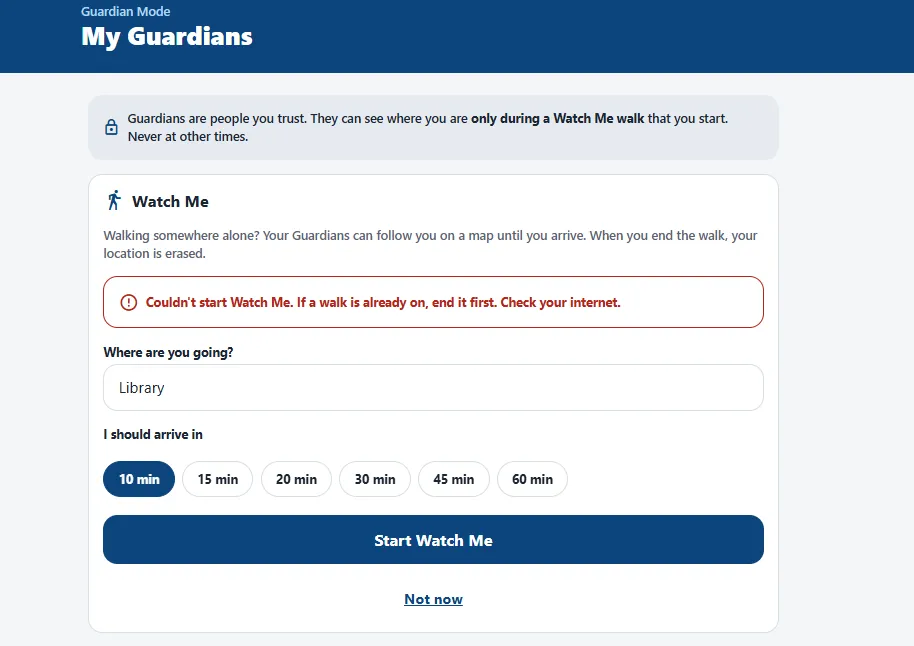 Guardian Mode
My Guardians
Guardians are people you trust. They can see where you are only during a Watch Me walk that you start.
Never at other times.
Watch Me
Walking somewhere alone? Your Guardians can follow you on a map until you arrive. When you end the walk, your
location is erased.
Couldn't start Watch Me. If a walk is already on, end it first. Check your internet.
Where are you going?
Library
I should arrive in
10 min 15 min 20 min 30 min 45 min 60 min
Start Watch Me
Not now